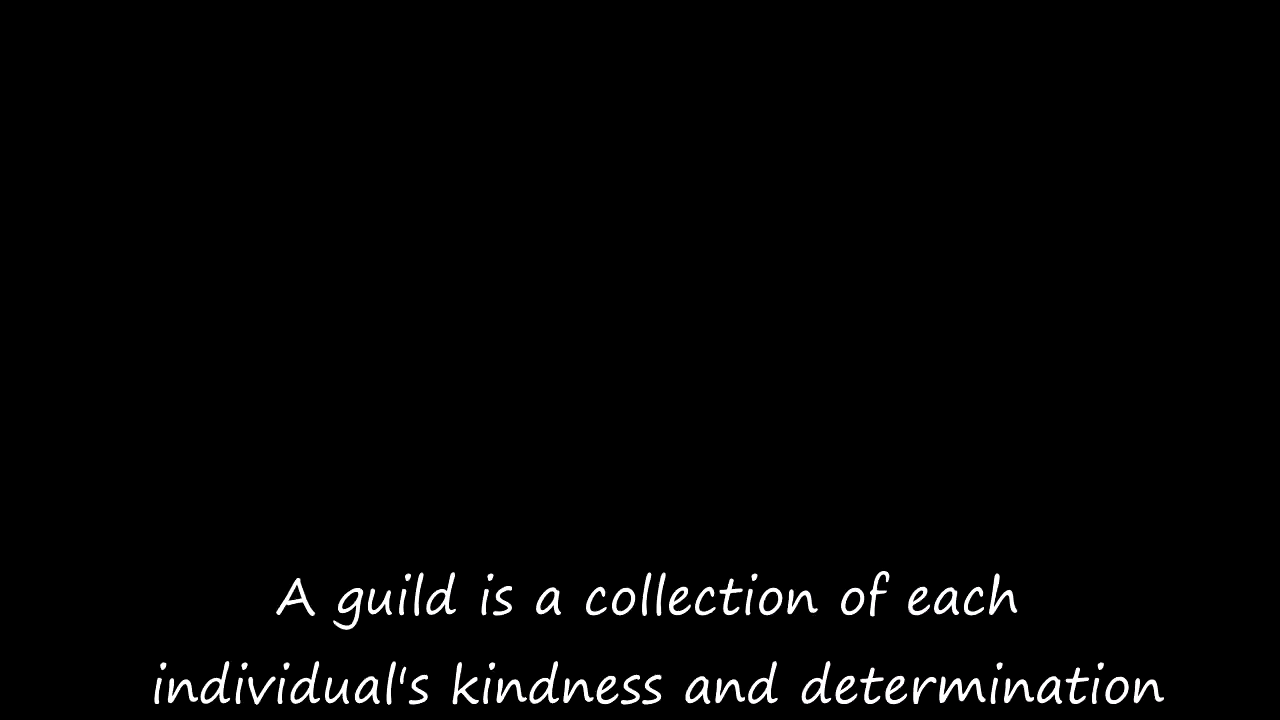 A guild is a collection of each
individual's kindness and determination